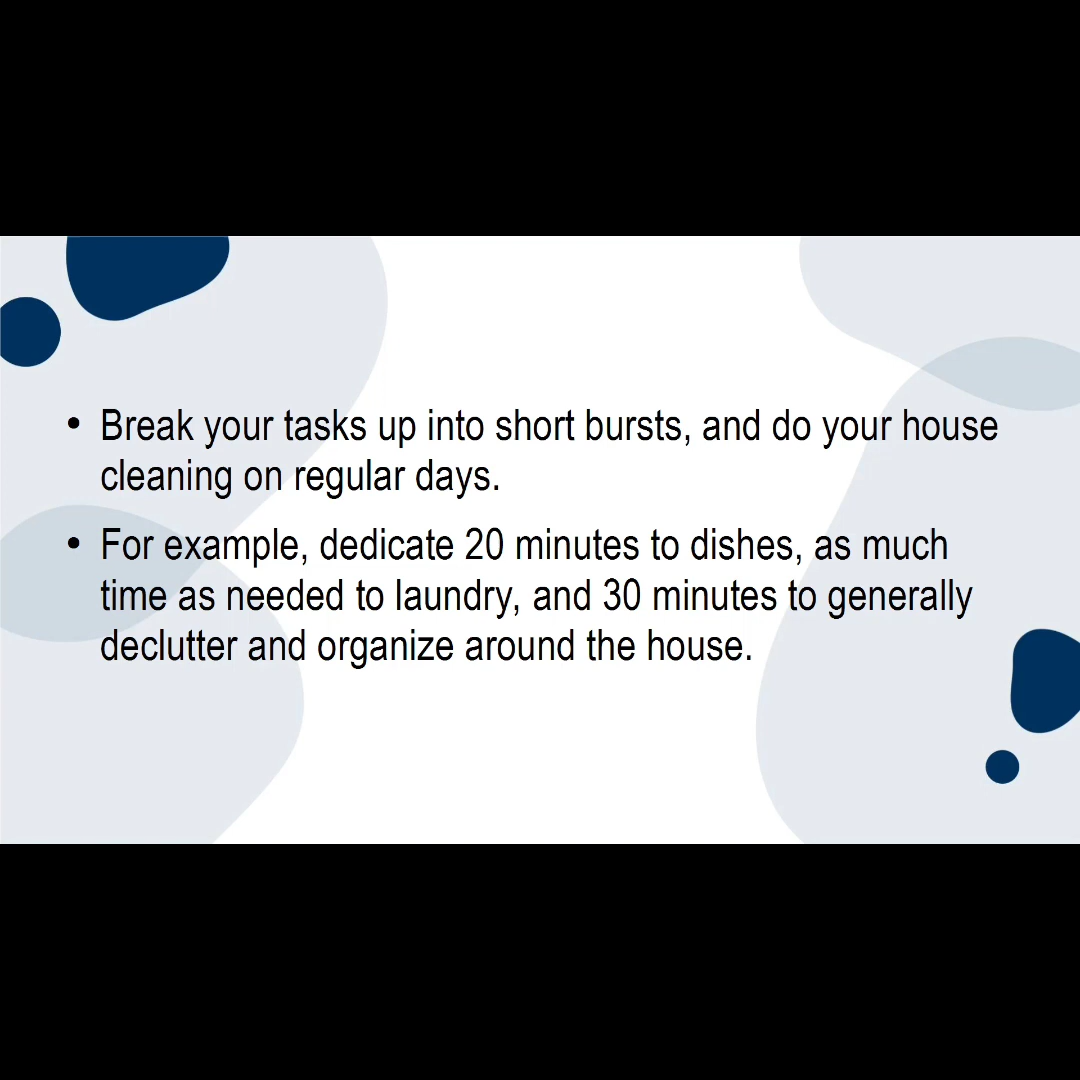 • Break your tasks up into short bursts, and do your house
cleaning on regular days.
• For example, dedicate 20 minutes to dishes, as much
time as needed to laundry, and 30 minutes to generally
declutter and organize around the house.